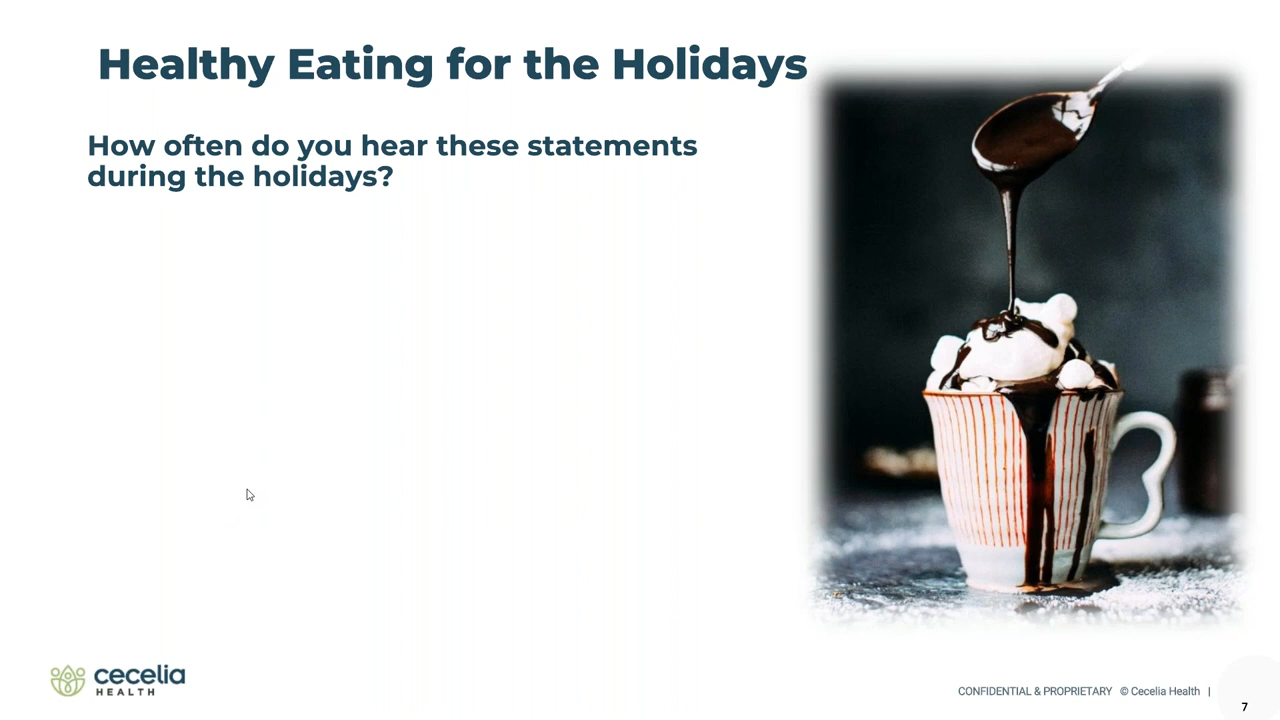 Healthy Eating for the Holidays
How often do you hear these statements
during the holidays?
cecelia
HEALTH
CONFIDENTIAL & PROPRIETARY © Cecelia Health |
7